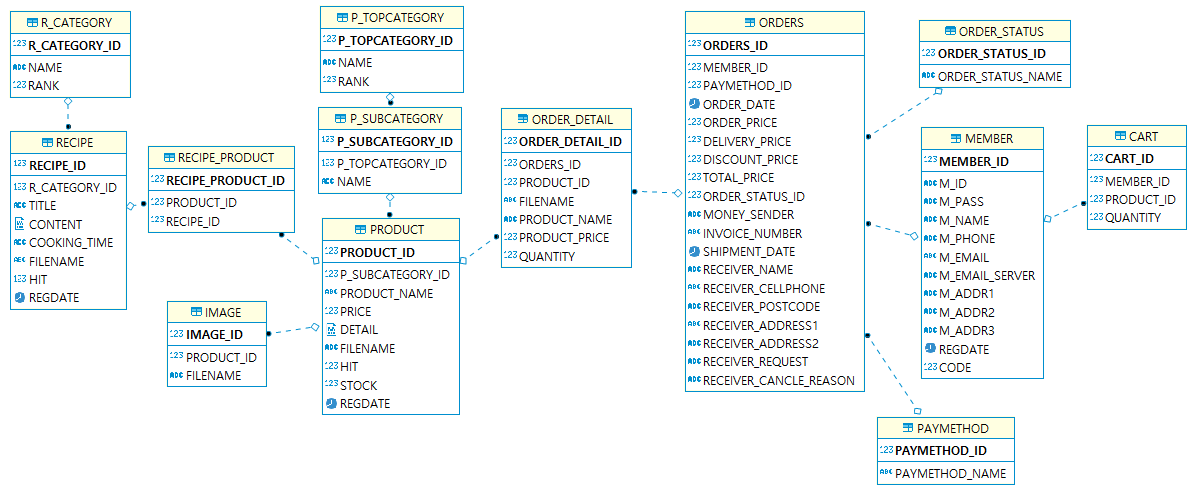 R_CATEGORY
R_CATEGORY_ID
NAME
RANK
P_TOPCATEGORY
P_TOPCATEGORY_ID
NAME
RANK
ORDERS
ORDERS_ID
MEMBER_ID
PAYMETHOD_ID
ORDER_DATE
ORDER_PRICE
DELIVERY_PRICE
DISCOUNT_PRICE
TOTAL_PRICE
ORDER_STATUS_ID
MONEY_SENDER
INVOICE_NUMBER
SHIPMENT_DATE
RECEIVER_NAME
RECEIVER_CELLPHONE
RECEIVER_POSTCODE
RECEIVER_ADDRESS1
RECEIVER_ADDRESS2
RECEIVER_REQUEST
RECEIVER_CANCLE_REASON
ORDER_STATUS
ORDER_STATUS_ID
ORDER_STATUS_NAME
RECIPE
RECIPE_ID
R_CATEGORY_ID
TITLE
CONTENT
COOKING_TIME
FILENAME
HIT
REGDATE
RECIPE_PRODUCT
RECIPE_PRODUCT_ID
PRODUCT_ID
RECIPE_ID
P_SUBCATEGORY
P_SUBCATEGORY_ID
P_TOPCATEGORY_ID
NAME
ORDER_DETAIL
ORDER_DETAIL_ID
ORDERS_ID
PRODUCT_ID
FILENAME
PRODUCT_NAME
PRODUCT_PRICE
QUANTITY
MEMBER
MEMBER_ID
M_ID
M_PASS
M_NAME
M_PHONE
M_EMAIL
M_EMAIL_SERVER
M_ADDR1
M_ADDR2
M_ADDR3
REGDATE
CODE
CART
CART_ID
MEMBER_ID
PRODUCT_ID
QUANTITY
PRODUCT
PRODUCT_ID
P_SUBCATEGORY_ID
PRODUCT_NAME
PRICE
DETAIL
FILENAME
HIT
STOCK
REGDATE
IMAGE
IMAGE_ID
PRODUCT_ID
FILENAME
PAYMETHOD
PAYMETHOD_ID
PAYMETHOD_NAME